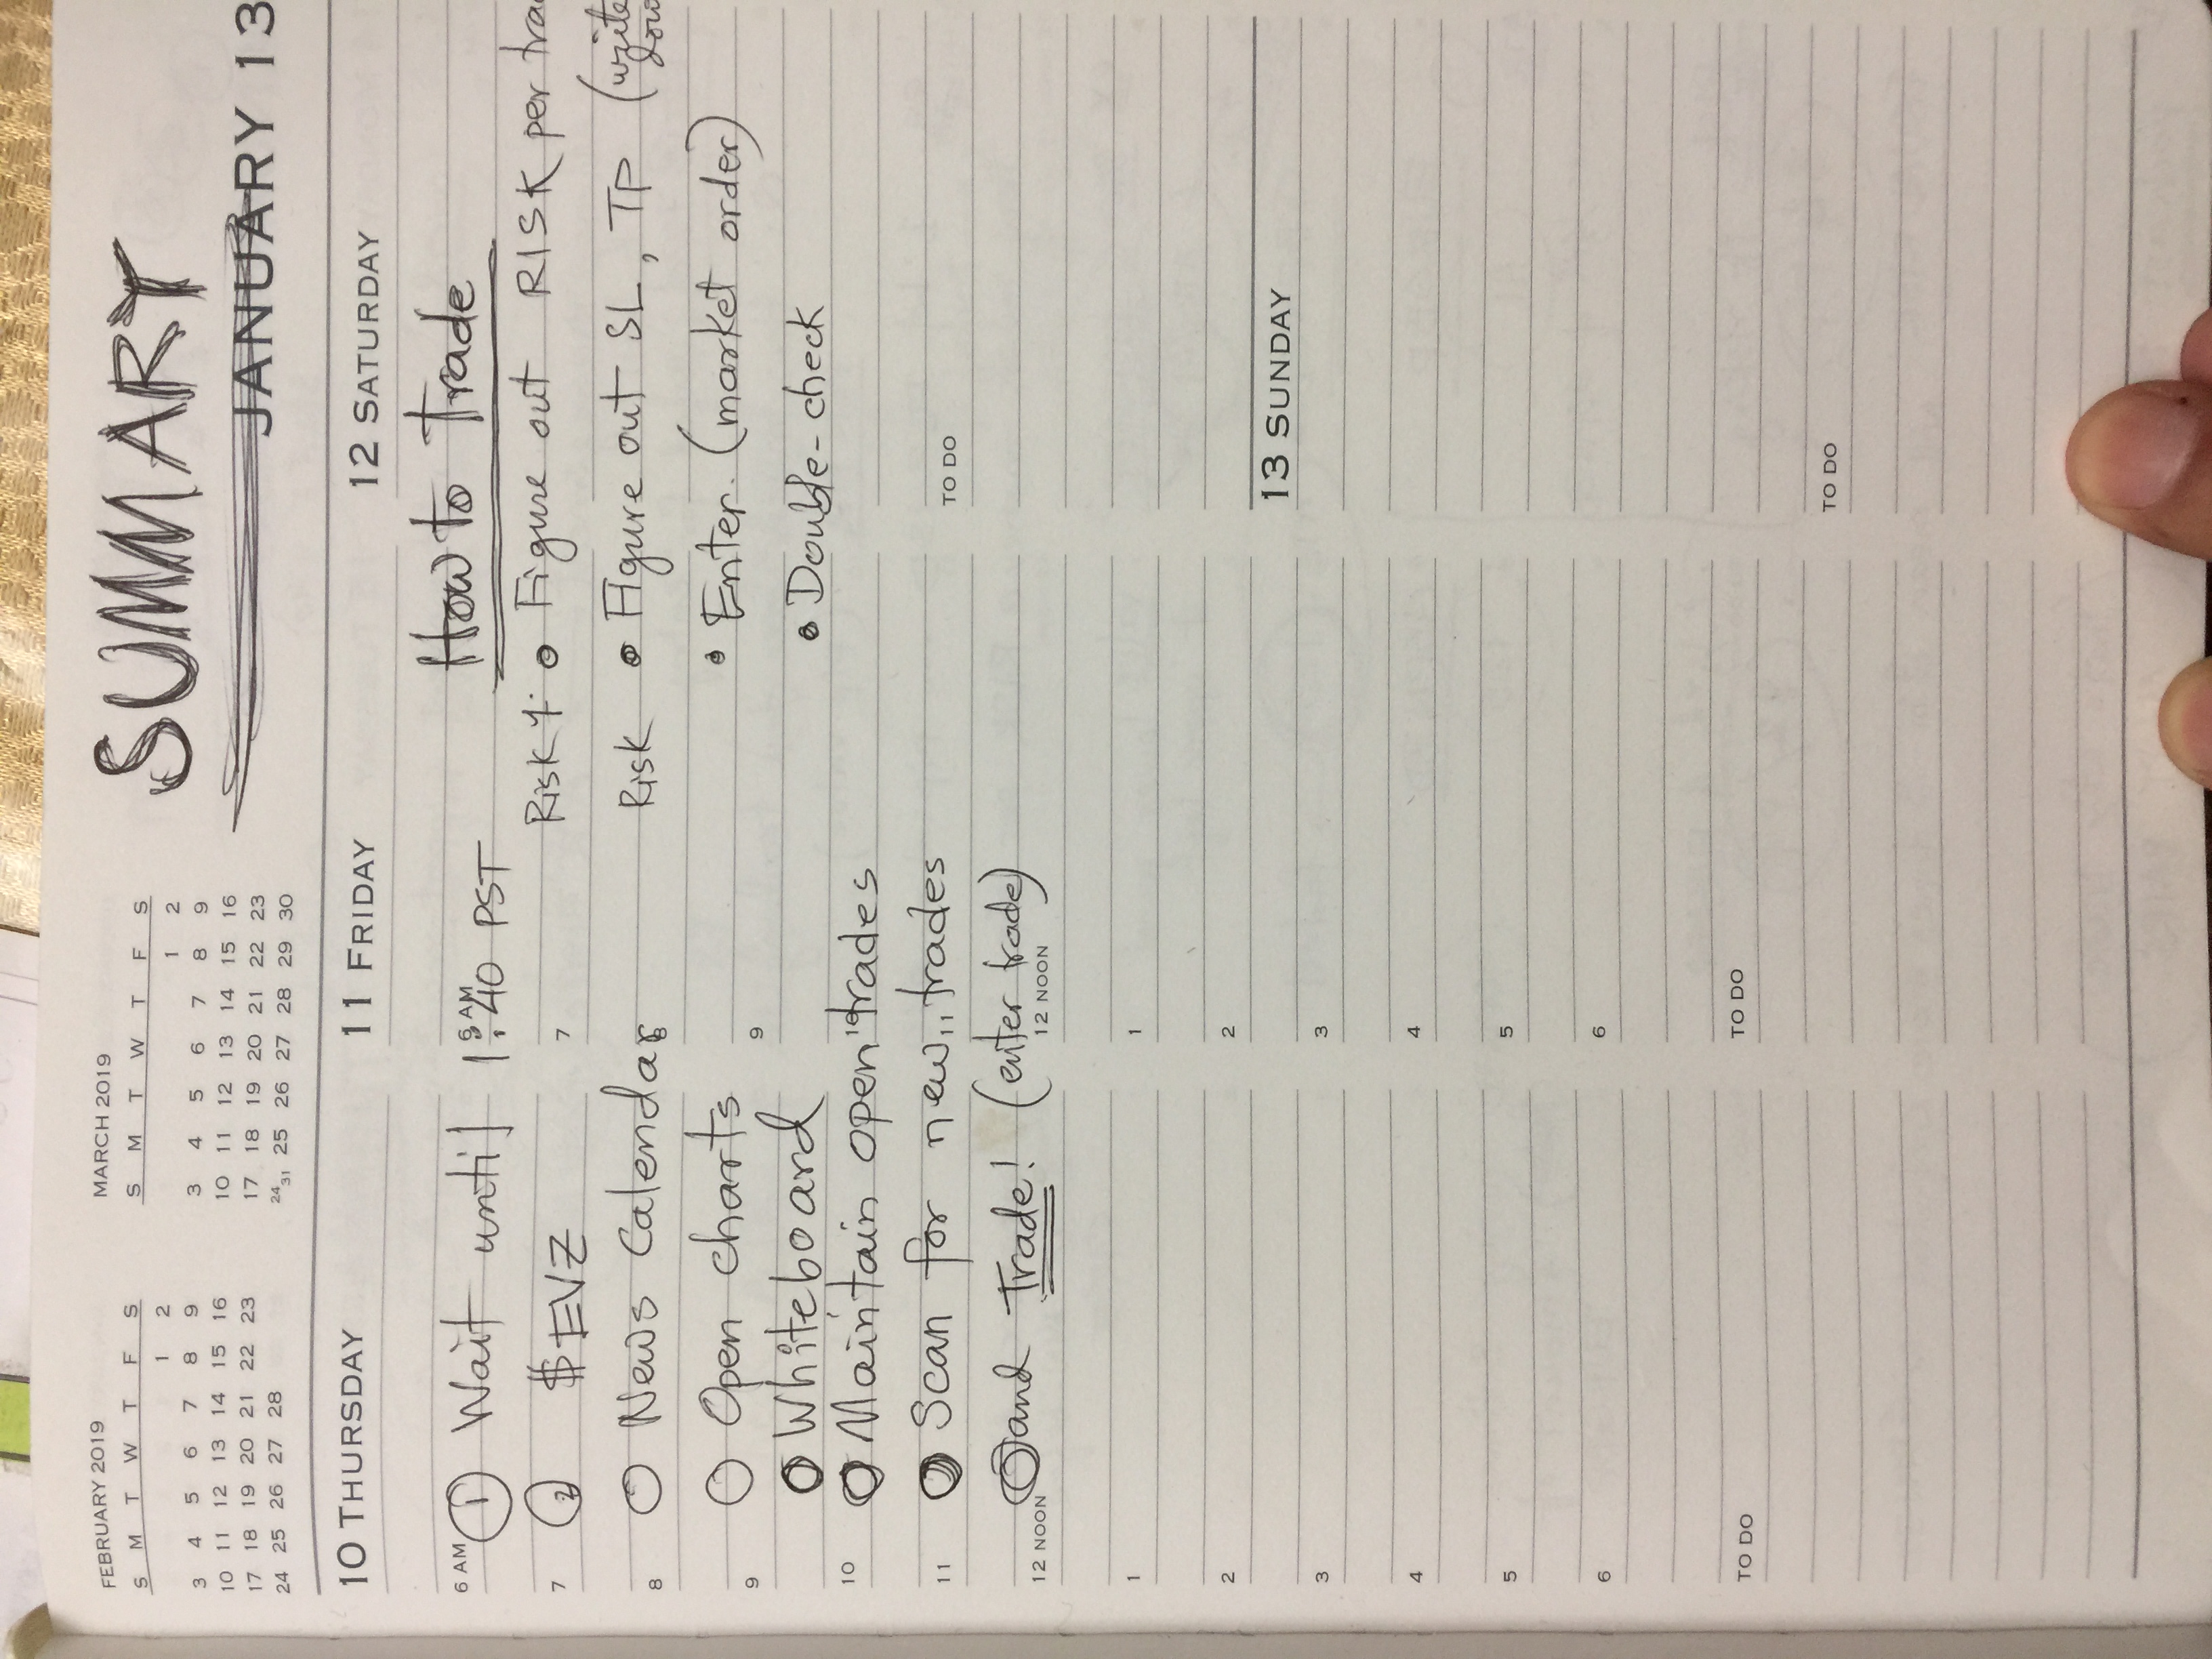 FEBRUARY 2019
S M T W T F S
1 2
3 4 5 6 7 8 9
10 11 12 13 14 15 16
17 18 19 20 21 22 23
24 25 26 27 28
MARCH 2019
S M T W T F S
1 2
3 4 5 6 7 8 9
10 11 12 13 14 15 16
17 18 19 20 21 22 23
24 31 25 26 27 28 29 30
SUMMARY
JANUARY 13
10 THURSDAY
6 AM 1 Wait until 1:40 PST
7 2 $EVZ
8 News Calendar
Open charts
9
Whiteboard
10 Maintain open trades
11 Scan for new trades
and Trade! (enter trade)
12 NOON
1
2
3
4
5
6
TO DO
11 FRIDAY
6 AM
7
8
9
10
11
12 NOON
1
2
3
4
5
6
TO DO
12 SATURDAY
How to Trade
Risk • Figure out RISK per
Risk • Figure out SL, TP (write
• Enter. (market order)
• Double-check
TO DO
13 SUNDAY
TO DO